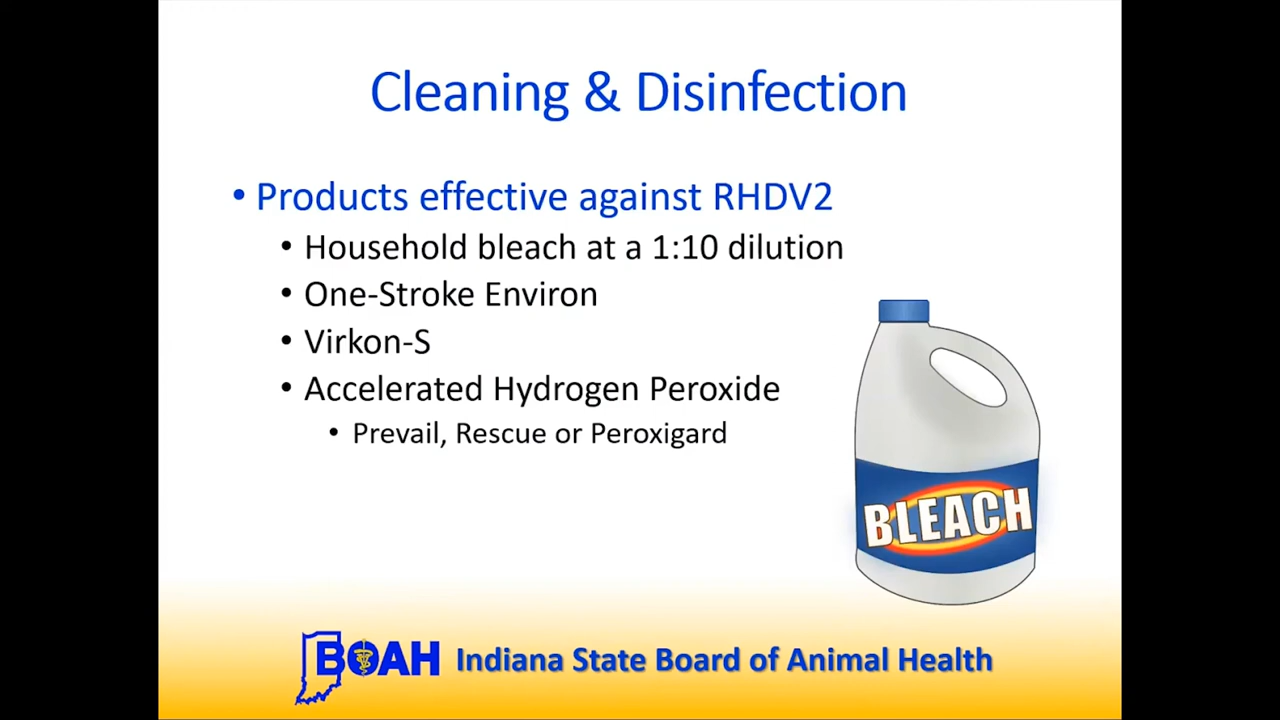 Cleaning & Disinfection
• Products effective against RHDV2
• Household bleach at a 1:10 dilution
• One-Stroke Environ
• Virkon-S
• Accelerated Hydrogen Peroxide
• Prevail, Rescue or Peroxigard
BLEACH
BOAH Indiana State Board of Animal Health